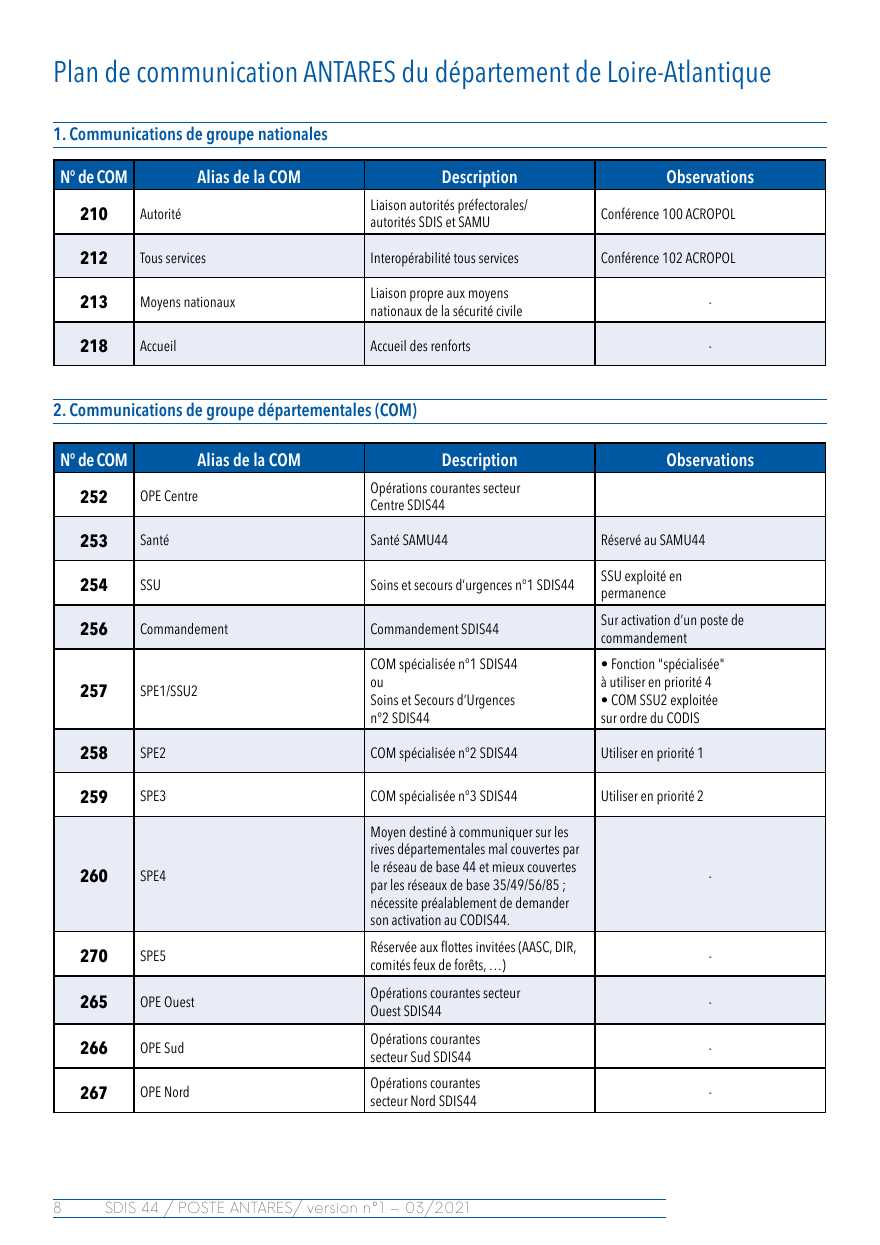 Plan de communication ANTARES du département de Loire-Atlantique
1. Communications de groupe nationales
N° de COM Alias de la COM Description Observations
210 Autorité Liaison autorités préfectorales/
autorités SDIS et SAMU Conférence 100 ACROPOL
212 Tous services Interopérabilité tous services Conférence 102 ACROPOL
213 Moyens nationaux Liaison propre aux moyens
nationaux de la sécurité civile -
218 Accueil Accueil des renforts -
2. Communications de groupe départementales (COM)
N° de COM Alias de la COM Description Observations
252 OPE Centre Opérations courantes secteur
Centre SDIS44
253 Santé Santé SAMU44 Réservé au SAMU44
254 SSU Soins et secours d'urgences n°1 SDIS44 SSU exploité en
permanence
256 Commandement Commandement SDIS44 Sur activation d'un poste de
commandement
257 SPE1/SSU2 COM spécialisée n°1 SDIS44
ou
Soins et Secours d'Urgences
n°2 SDIS44
• Fonction "spécialisée"
à utiliser en priorité 4
• COM SSU2 exploitée
sur ordre du CODIS
258 SPE2 COM spécialisée n°2 SDIS44 Utiliser en priorité 1
259 SPE3 COM spécialisée n°3 SDIS44 Utiliser en priorité 2
260 SPE4 Moyen destiné à communiquer sur les
rives départementales mal couvertes par
le réseau de base 44 et mieux couvertes
par les réseaux de base 35/49/56/85 ;
nécessite préalablement de demander
son activation au CODIS44. -
270 SPE5 Réservée aux flottes invitées (AASC, DIR,
comités feux de forêts, …) -
265 OPE Ouest Opérations courantes secteur
Ouest SDIS44 -
266 OPE Sud Opérations courantes
secteur Sud SDIS44 -
267 OPE Nord Opérations courantes
secteur Nord SDIS44 -
8 SDIS 44 / POSTE ANTARES/ version n°1 – 03/2021